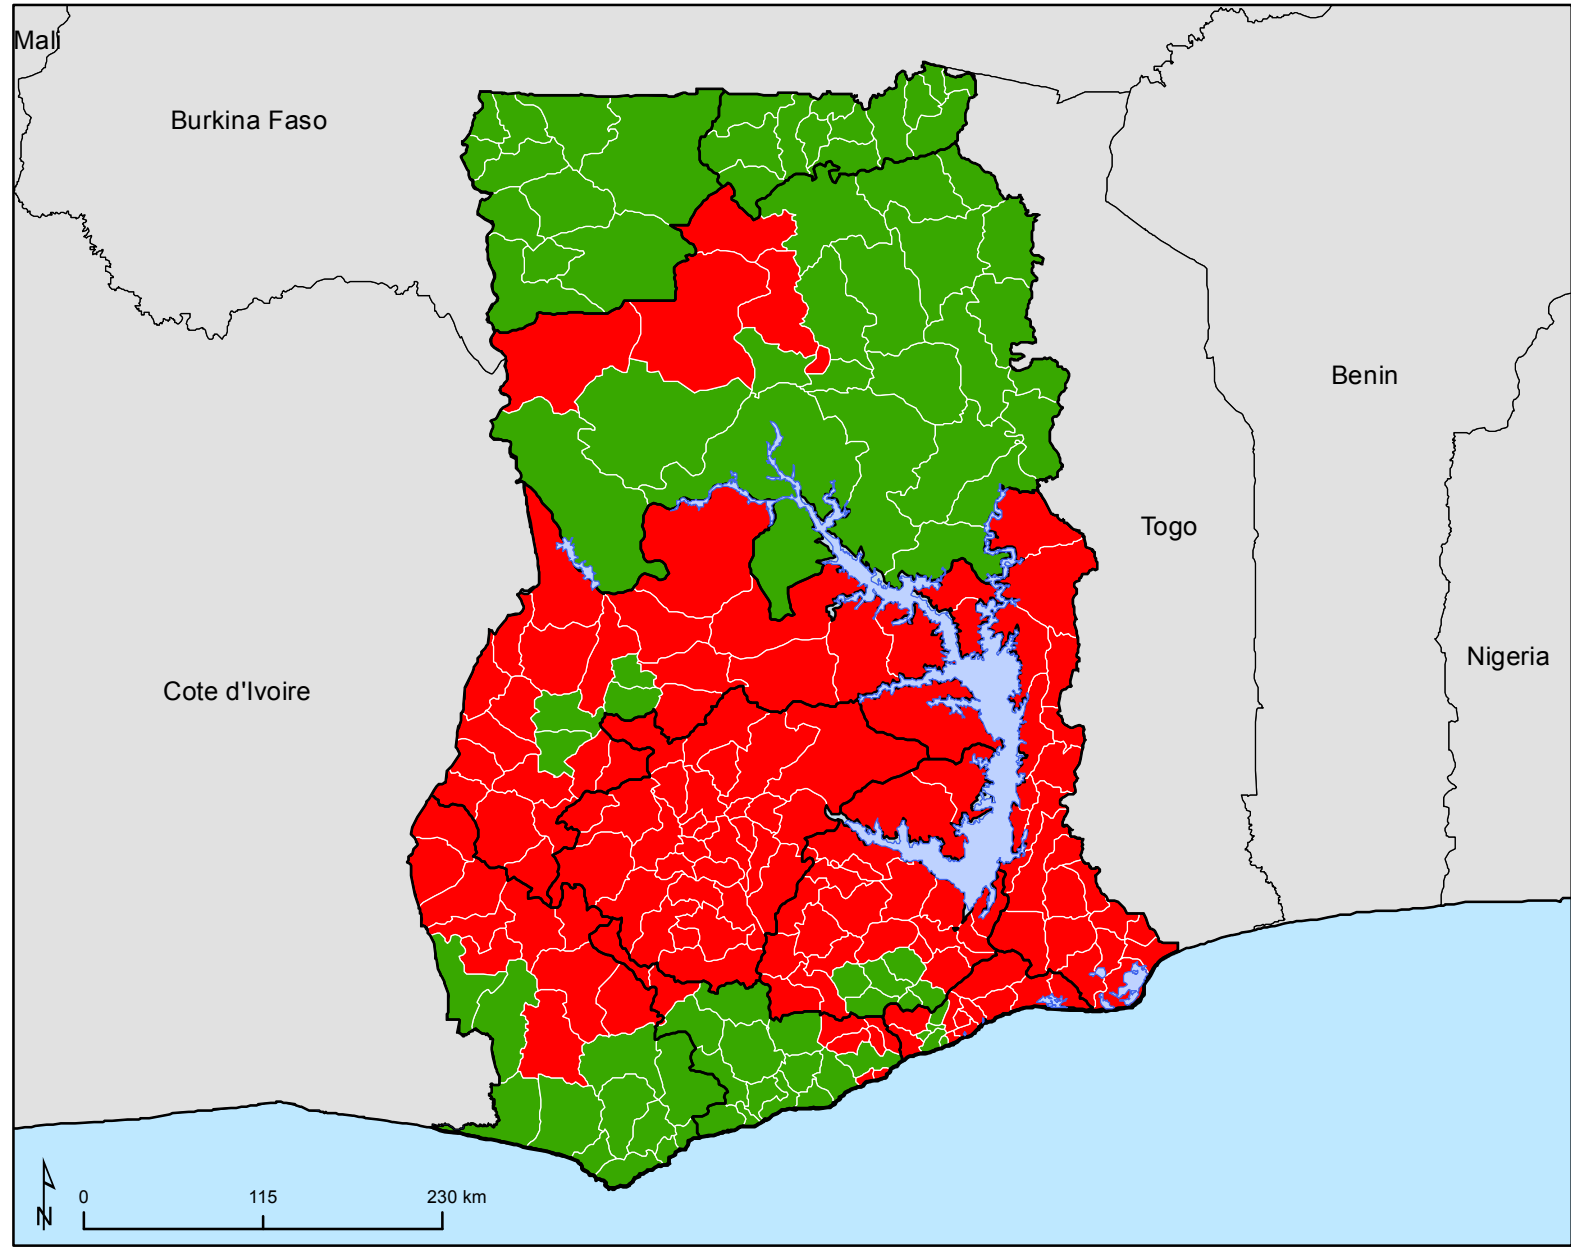 Mali
Burkina Faso
Benin
Togo
Nigeria
Cote d'Ivoire
N
0 115 230 km